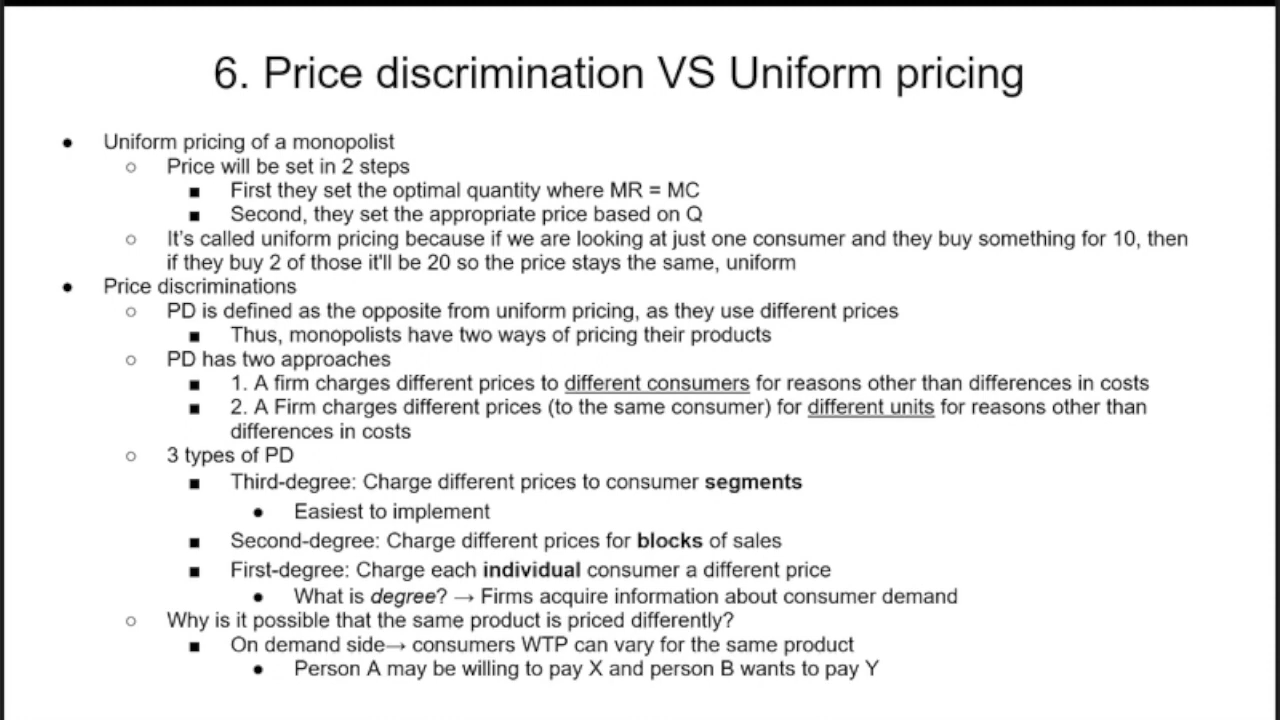 6. Price discrimination VS Uniform pricing
● Uniform pricing of a monopolist
○ Price will be set in 2 steps
■ First they set the optimal quantity where MR = MC
■ Second, they set the appropriate price based on Q
○ It's called uniform pricing because if we are looking at just one consumer and they buy something for 10, then
if they buy 2 of those it'll be 20 so the price stays the same, uniform
● Price discriminations
○ PD is defined as the opposite from uniform pricing, as they use different prices
■ Thus, monopolists have two ways of pricing their products
○ PD has two approaches
■ 1. A firm charges different prices to different consumers for reasons other than differences in costs
■ 2. A Firm charges different prices (to the same consumer) for different units for reasons other than
differences in costs
○ 3 types of PD
■ Third-degree: Charge different prices to consumer segments
● Easiest to implement
■ Second-degree: Charge different prices for blocks of sales
■ First-degree: Charge each individual consumer a different price
● What is degree? → Firms acquire information about consumer demand
○ Why is it possible that the same product is priced differently?
■ On demand side→ consumers WTP can vary for the same product
● Person A may be willing to pay X and person B wants to pay Y